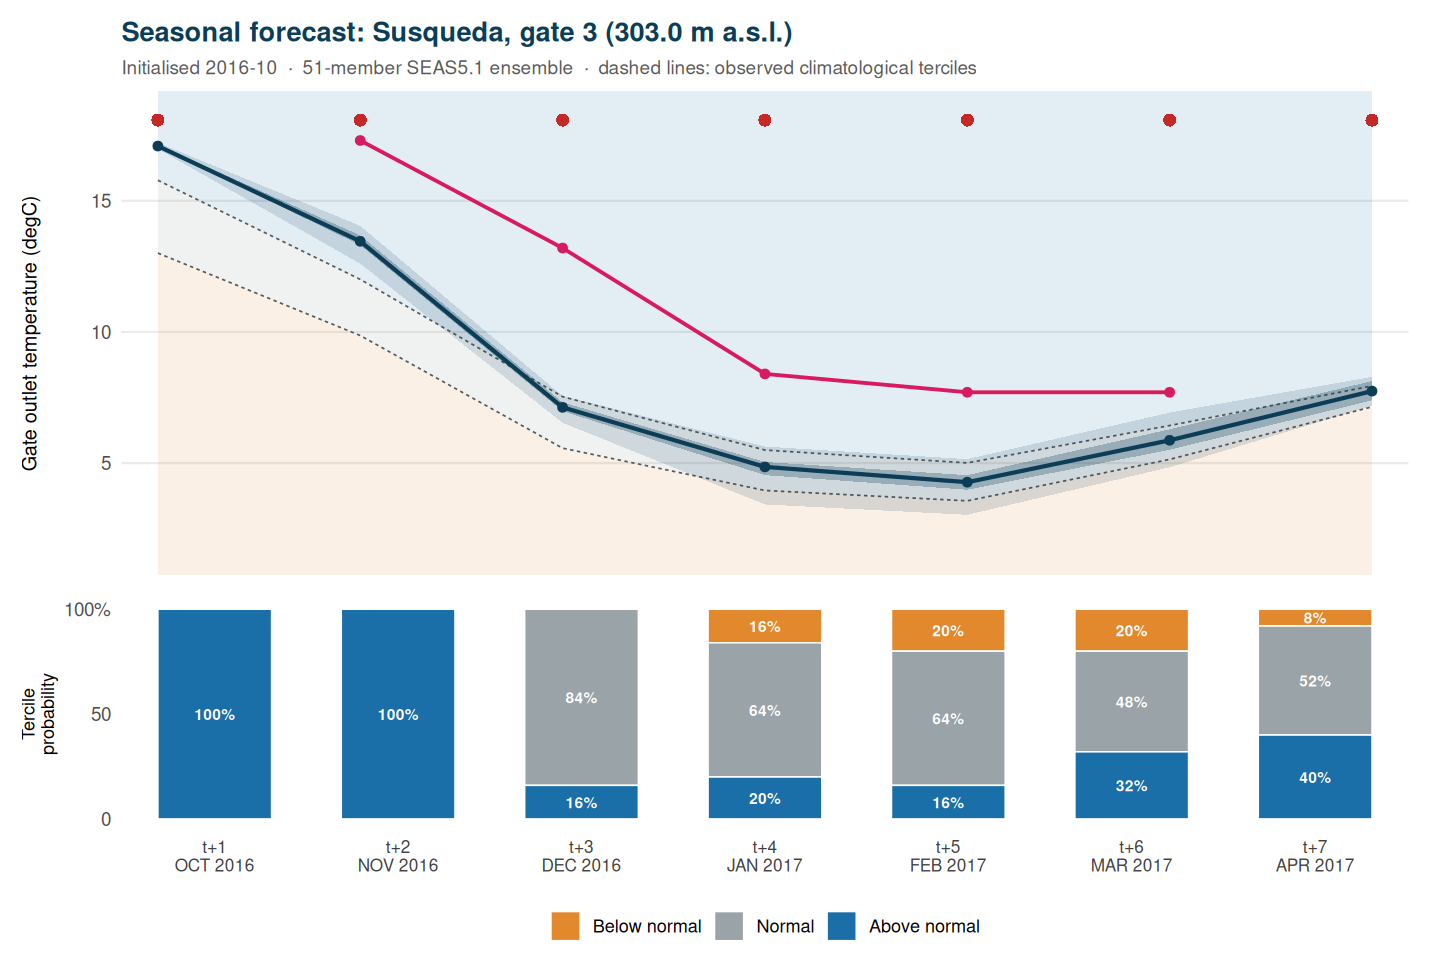 Seasonal forecast: Susqueda, gate 3 (303.0 m a.s.l.)
Initialised 2016-10 · 51-member SEAS5.1 ensemble · dashed lines: observed climatological terciles
Gate outlet temperature (degC)
15
10
5
Tercile
probability
100%
50
0
100%
100%
84%
16%
16%
64%
20%
20%
64%
16%
20%
48%
32%
8%
52%
40%
t+1
OCT 2016
t+2
NOV 2016
t+3
DEC 2016
t+4
JAN 2017
t+5
FEB 2017
t+6
MAR 2017
t+7
APR 2017
Below normal
Normal
Above normal